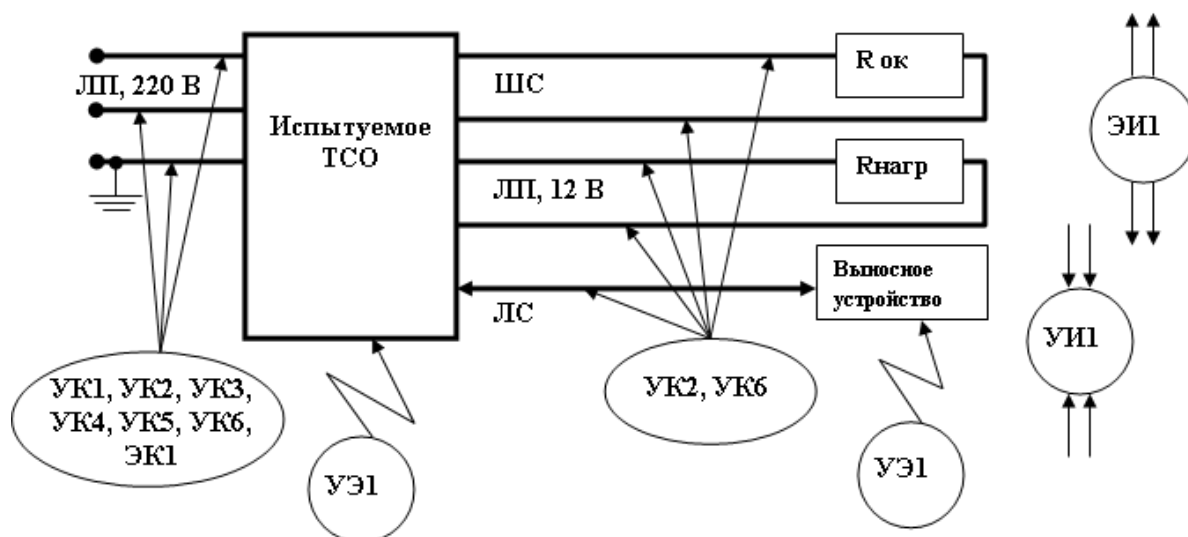 ЛП, 220 В
Испытуемое
ТСО
ШС
R ок
ЛП, 12 В
Rнагр
ЛС
Выносное
устройство
ЭИ1
УИ1
УК1, УК2, УК3,
УК4, УК5, УК6,
ЭК1
УК2, УК6
УЭ1
УЭ1